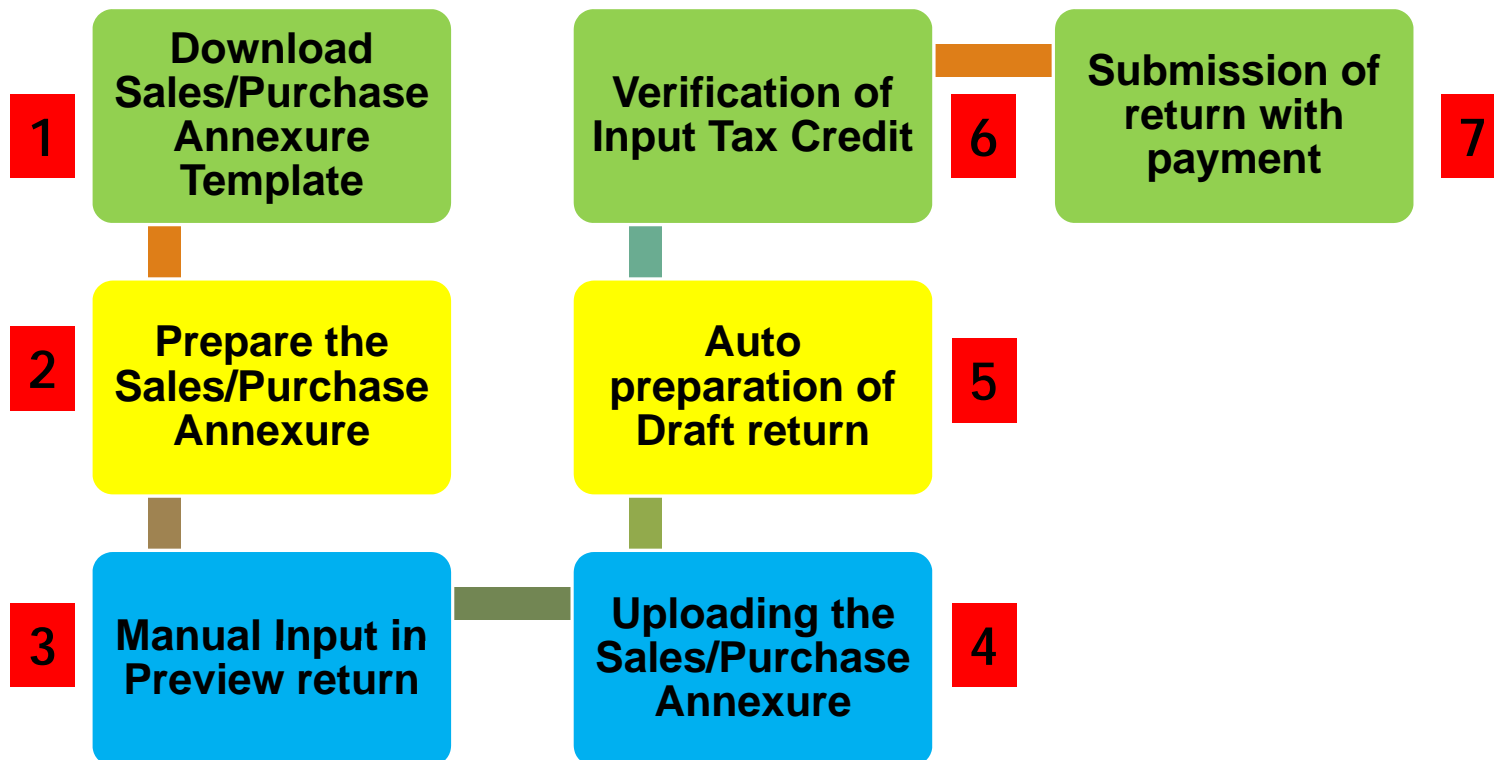 1
Download
Sales/Purchase
Annexure
Template
2
Prepare the
Sales/Purchase
Annexure
3
Manual Input in
Preview return
Uploading the
Sales/Purchase
Annexure
4
Auto
preparation of
Draft return
5
Verification of
Input Tax Credit
6
Submission of
return with
payment
7